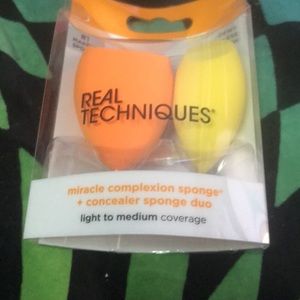 REAL
TECHNIQUES®
miracle complexion sponge®
+ concealer sponge duo
light to medium coverage